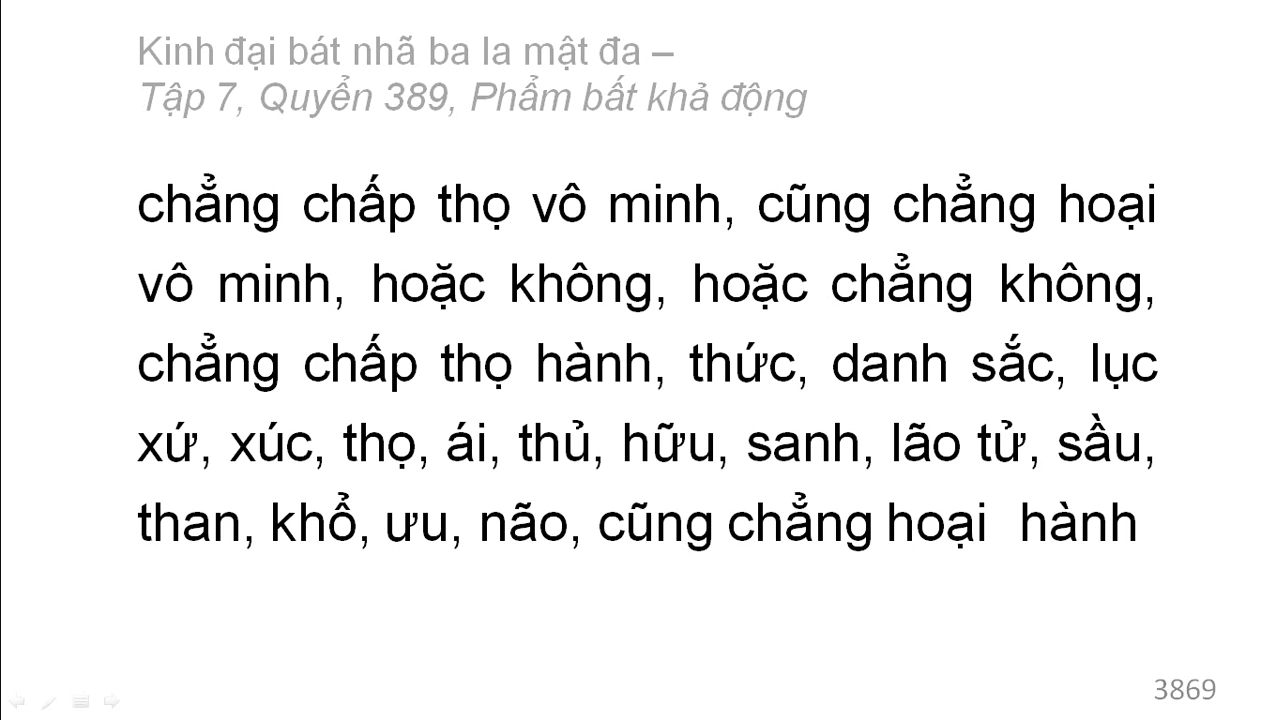 Kinh đại bát nhã ba la mật đa –
Tập 7, Quyển 389, Phẩm bất khả động
chẳng chấp thọ vô minh, cũng chẳng hoại
vô minh, hoặc không, hoặc chẳng không,
chẳng chấp thọ hành, thức, danh sắc, lục
xứ, xúc, thọ, ái, thủ, hữu, sanh, lão tử, sầu,
than, khổ, ưu, não, cũng chẳng hoại hành
3869